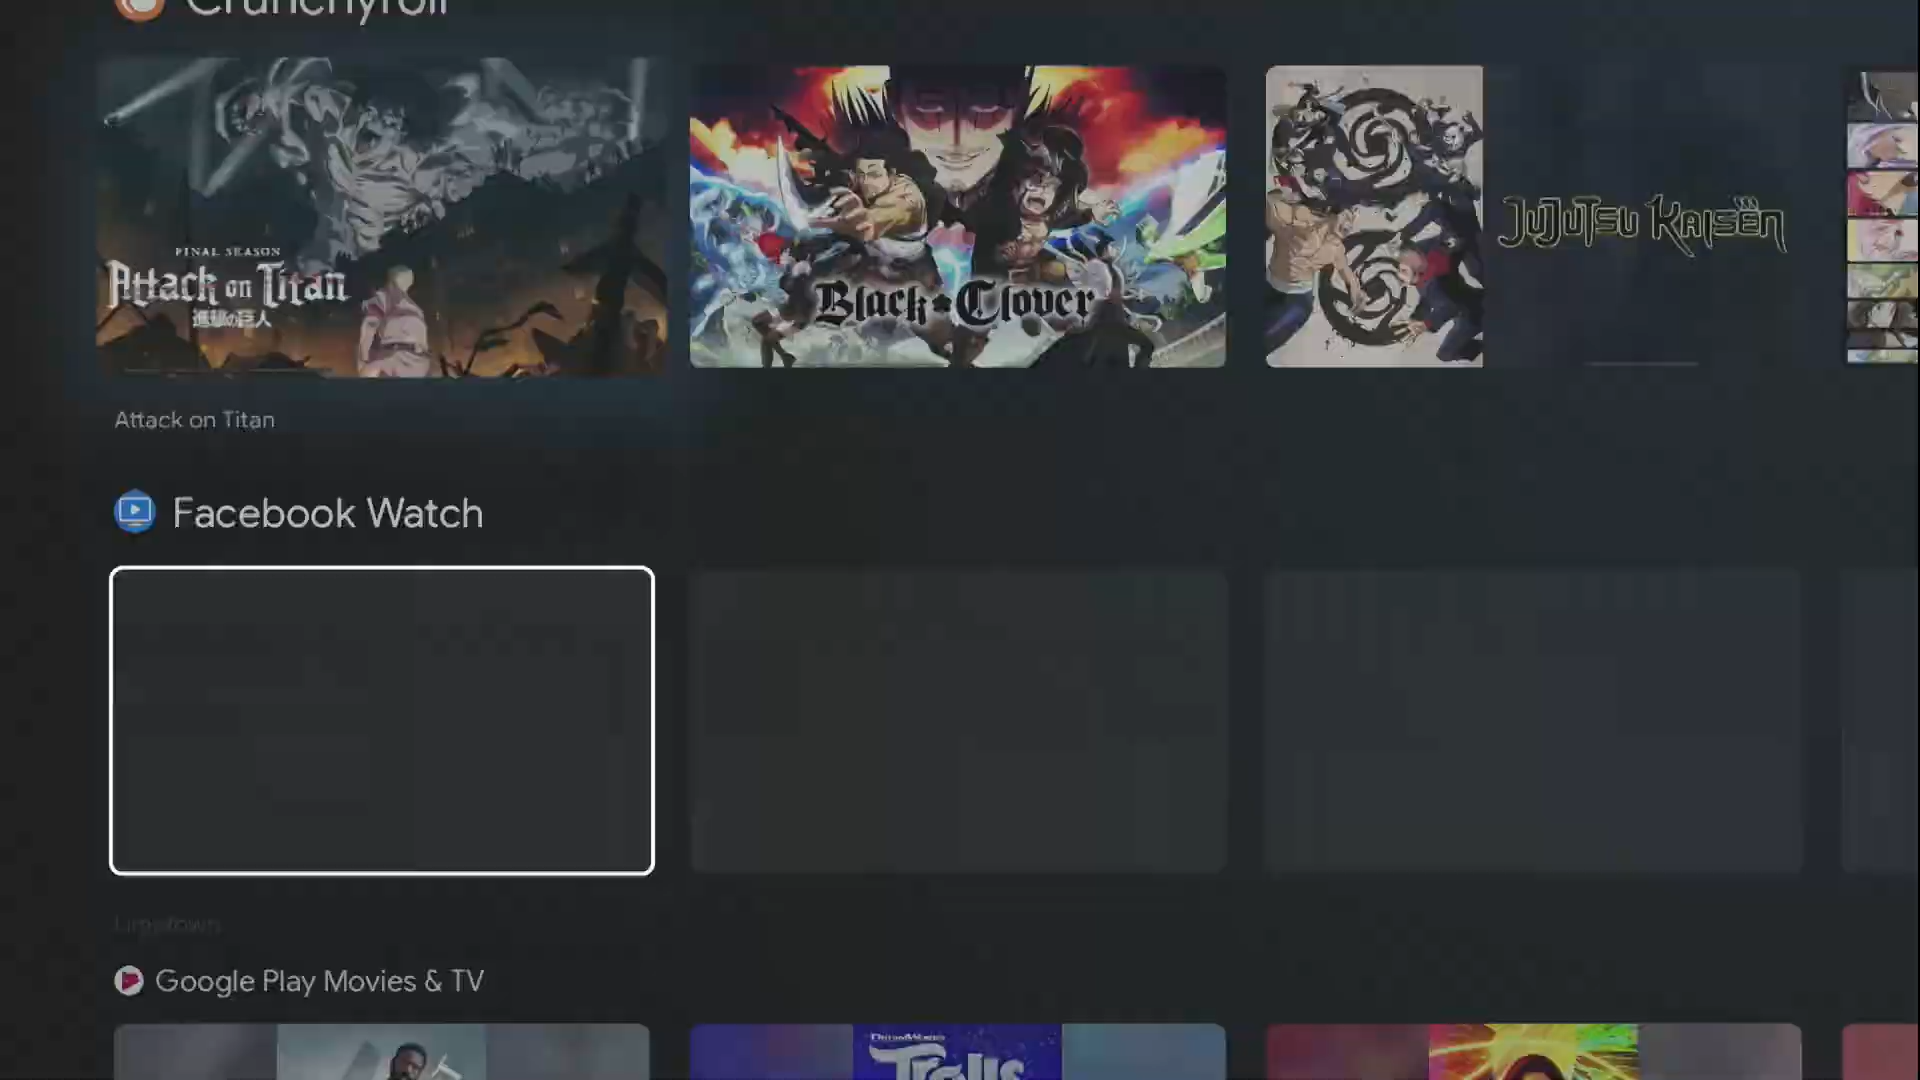 Crunchyroll
FINAL SEASON
Attack on Titan
進撃の巨人
Black Clover
JUJUTSU KAISEN
Attack on Titan
Facebook Watch
Google Play Movies & TV
DreamWorks
Trolls